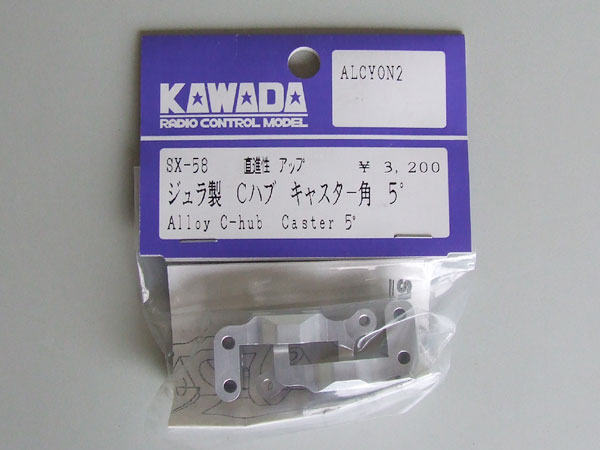 KAWADA
RADIO CONTROL MODEL
ALCYON2
SX-58 直進性 アップ ¥ 3,200
ジュラ製 Cハブ キャスター角 5°
Alloy C-hub Caster 5°